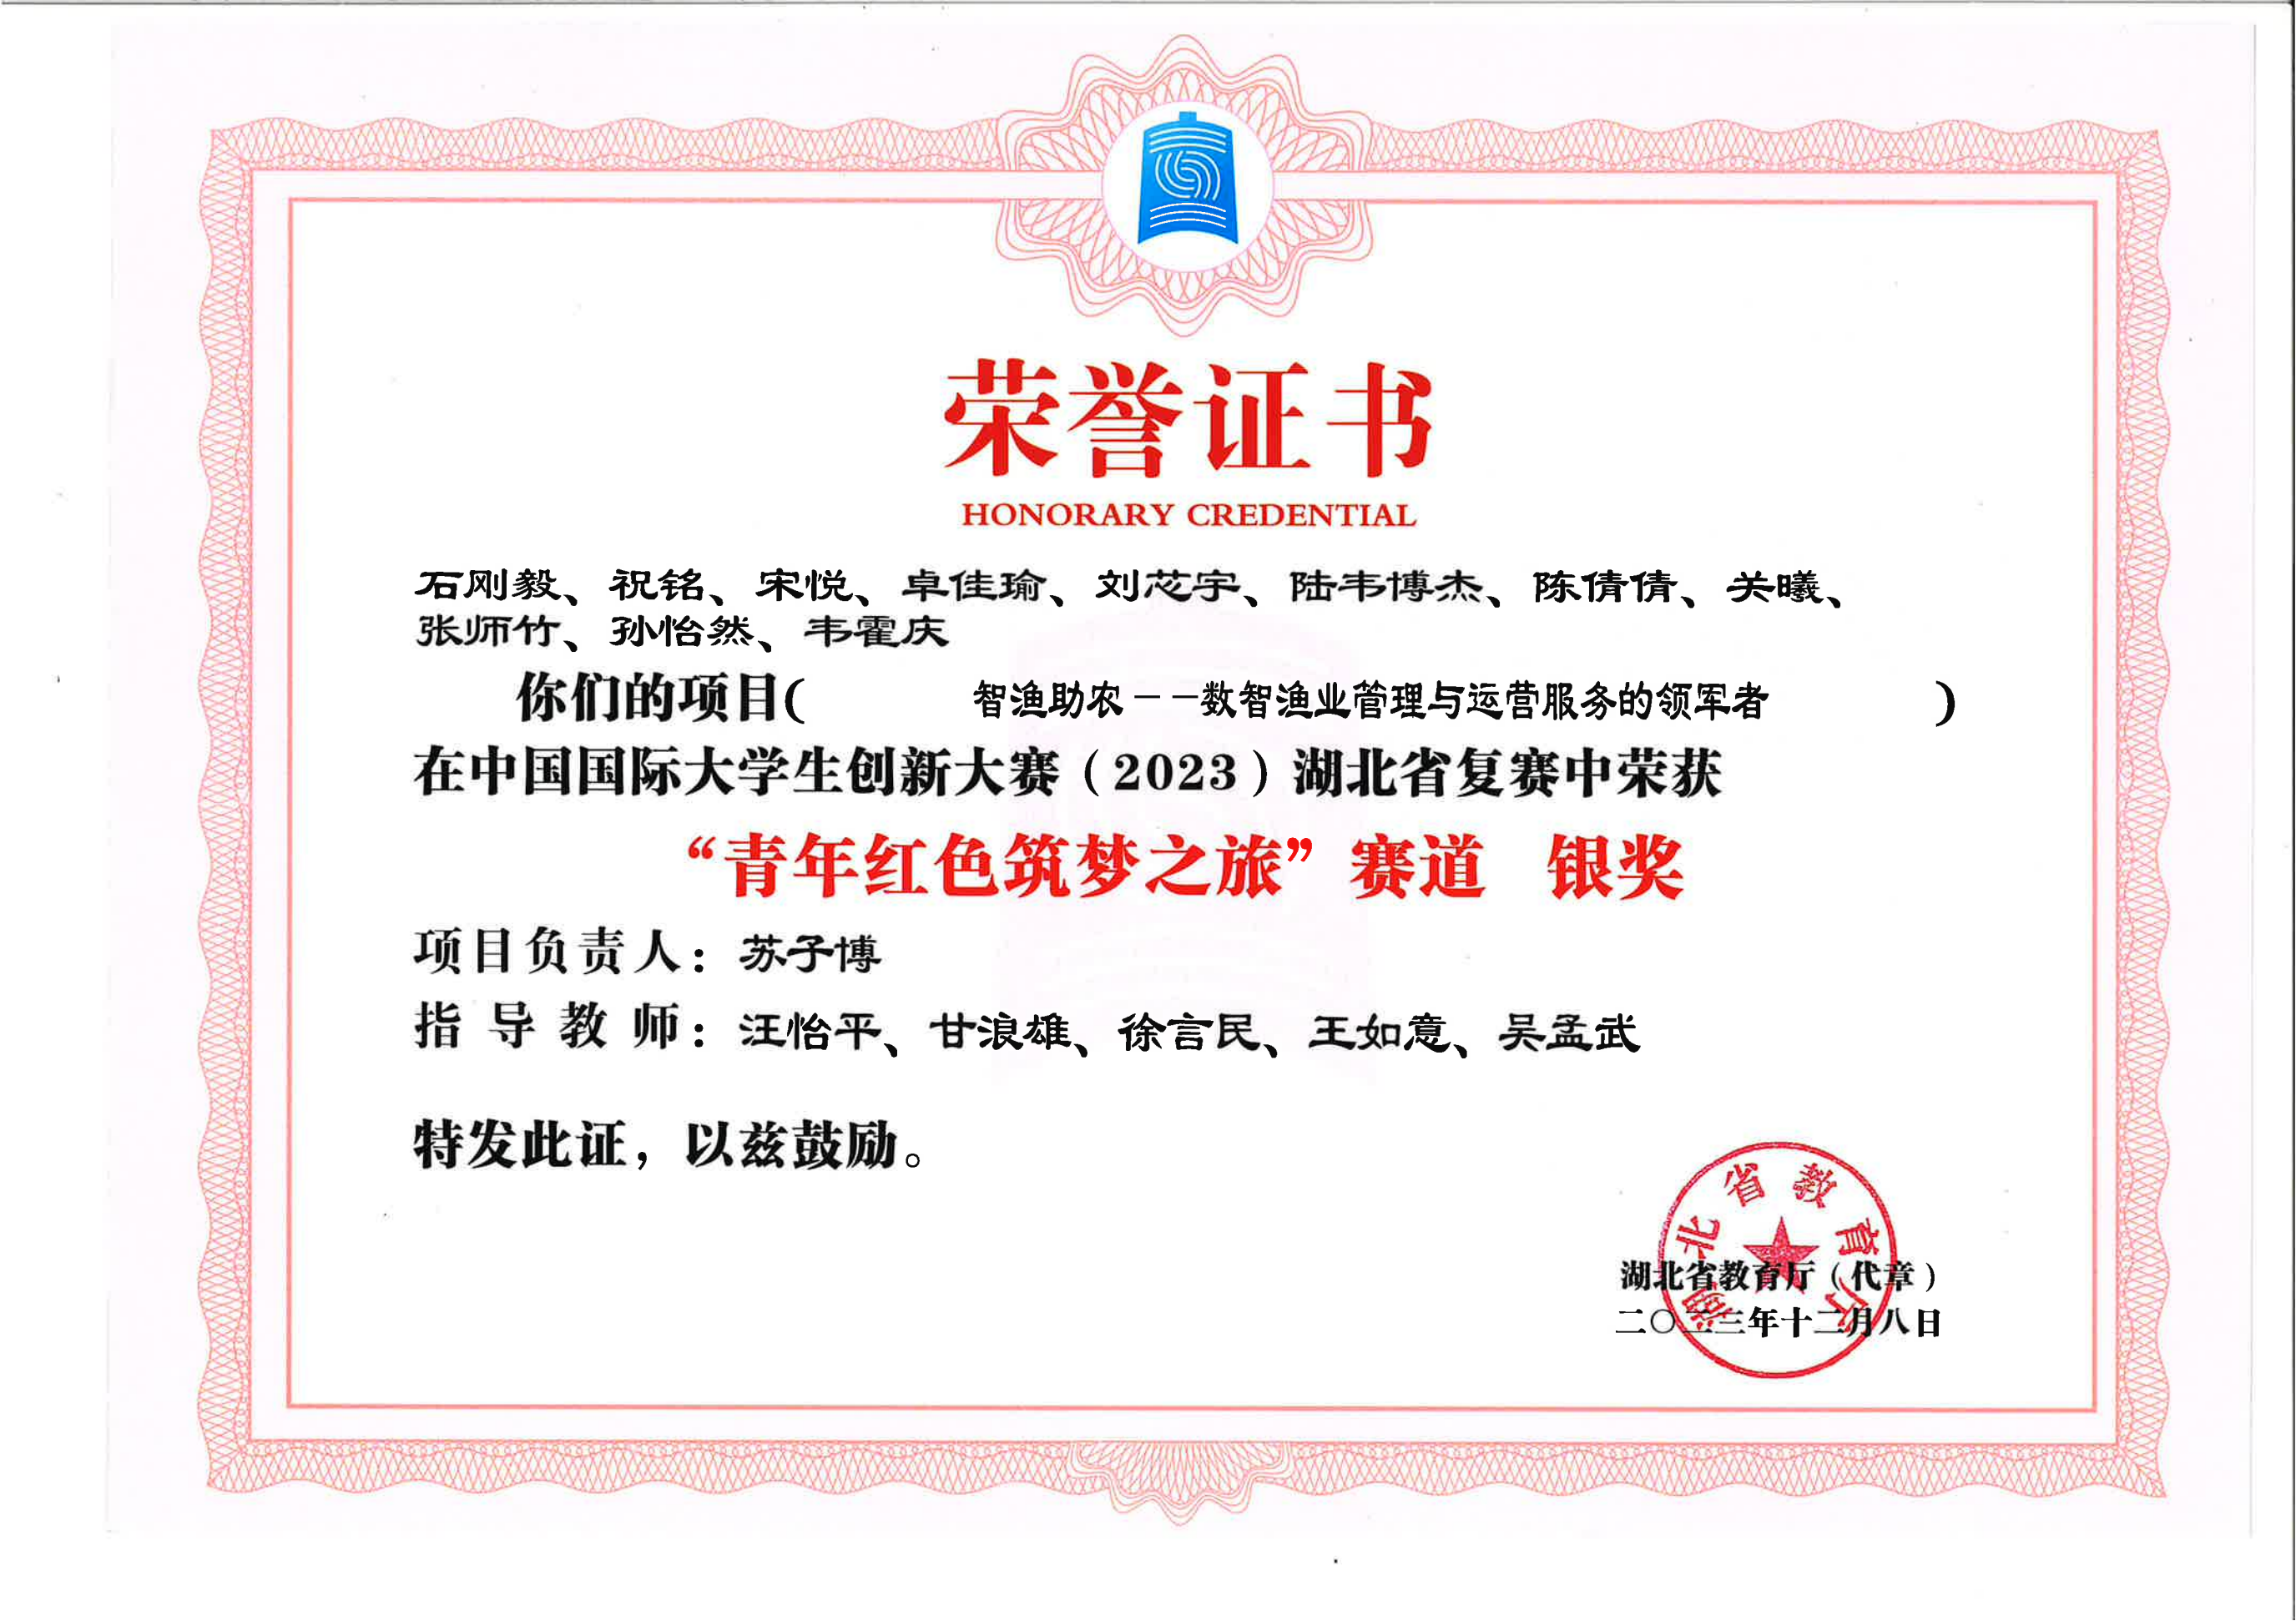 荣誉证书
HONORARY CREDENTIAL
石刚毅、祝铭、宋悦、卓佳瑜、刘芯宇、陆韦博杰、陈倩倩、关曦、
张师竹、孙怡然、韦霍庆
你们的项目(智渔助农－－数智渔业管理与运营服务的领军者)
在中国国际大学生创新大赛（2023）湖北省复赛中荣获
“青年红色筑梦之旅”赛道 银奖
项目负责人：苏子博
指导教师：汪怡平、甘浪雄、徐言民、王如意、吴孟武
特发此证，以兹鼓励。
湖北省教育厅
湖北省教育厅（代章）
二〇二三年十二月八日